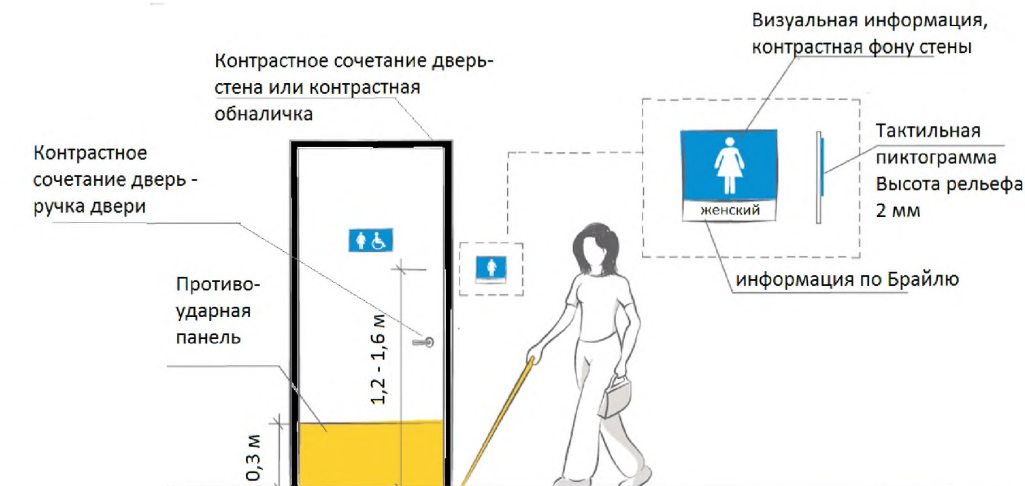 Визуальная информация,
контрастная фону стены
Контрастное сочетание дверь-
стена или контрастная
обналичка
Контрастное
сочетание дверь -
ручка двери
Тактильная
пиктограмма
Высота рельефа
2 мм
женский
информация по Брайлю
Противо-
ударная
панель
1,2 - 1,6 м
0,3 м